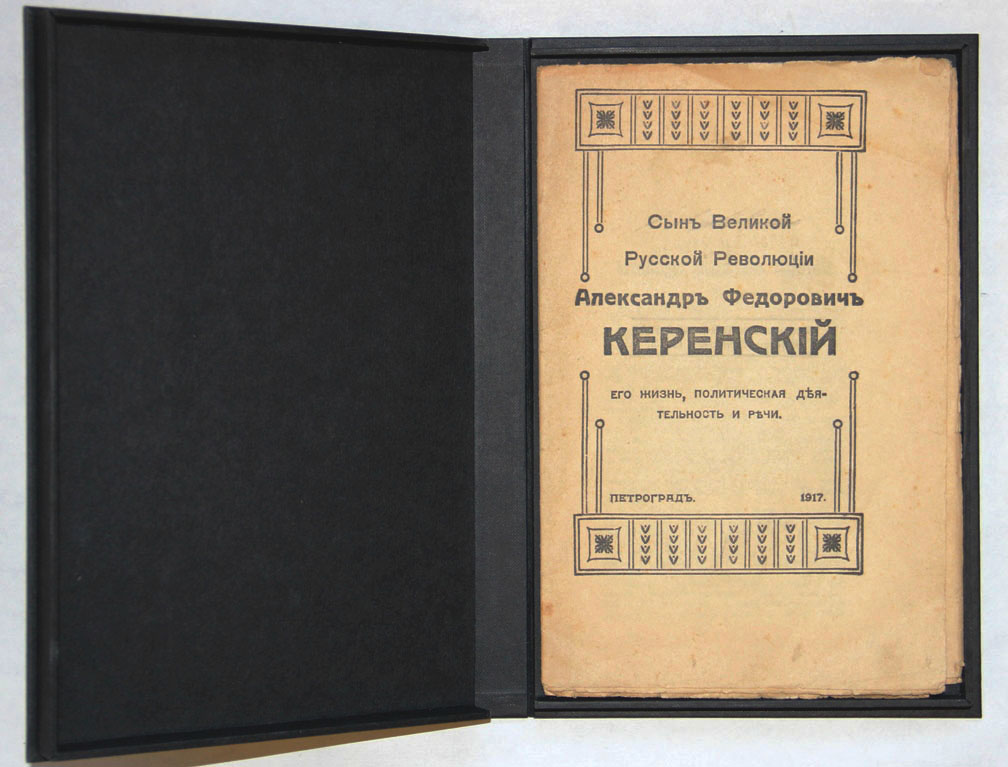 Сынъ Великой
Русской Революціи
Александръ Федоровичъ
КЕРЕНСКІЙ
ЕГО ЖИЗНЬ, ПОЛИТИЧЕСКАЯ ДѢЯ-
ТЕЛЬНОСТЬ И РѢЧИ.
ПЕТРОГРАДЪ. 1917.